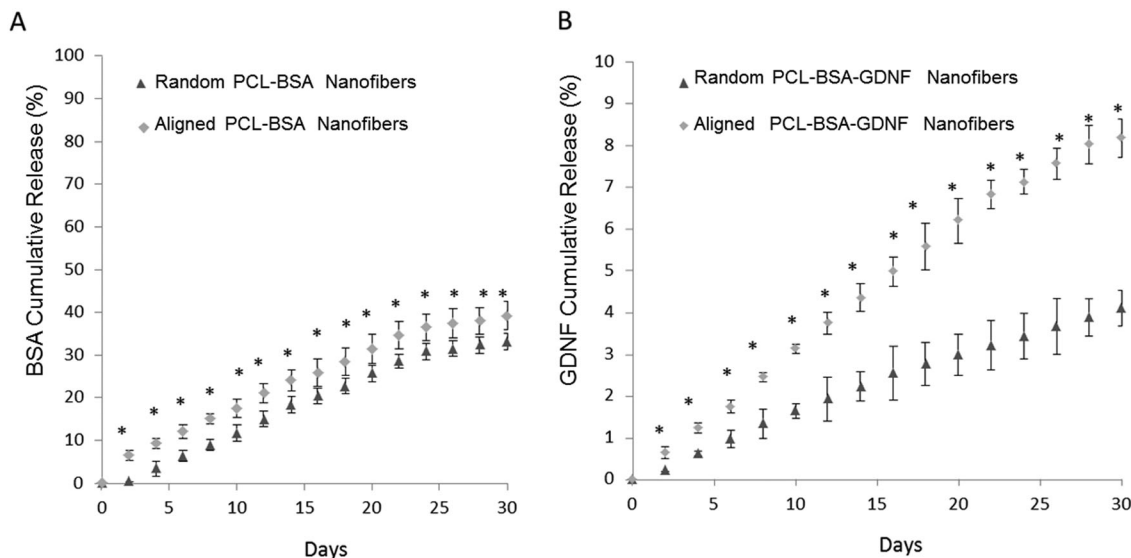 A
BSA Cumulative Release (%)
100
90
80
70
60
50
40
30
20
10
0
Random PCL-BSA Nanofibers
Aligned PCL-BSA Nanofibers
* * * * * * * * * * * * * * *
0 5 10 15 20 25 30
Days
B
GDNF Cumulative Release (%)
10
9
8
7
6
5
4
3
2
1
0
Random PCL-BSA-GDNF Nanofibers
Aligned PCL-BSA-GDNF Nanofibers
* * * * * * * * * * * * * * *
0 5 10 15 20 25 30
Days